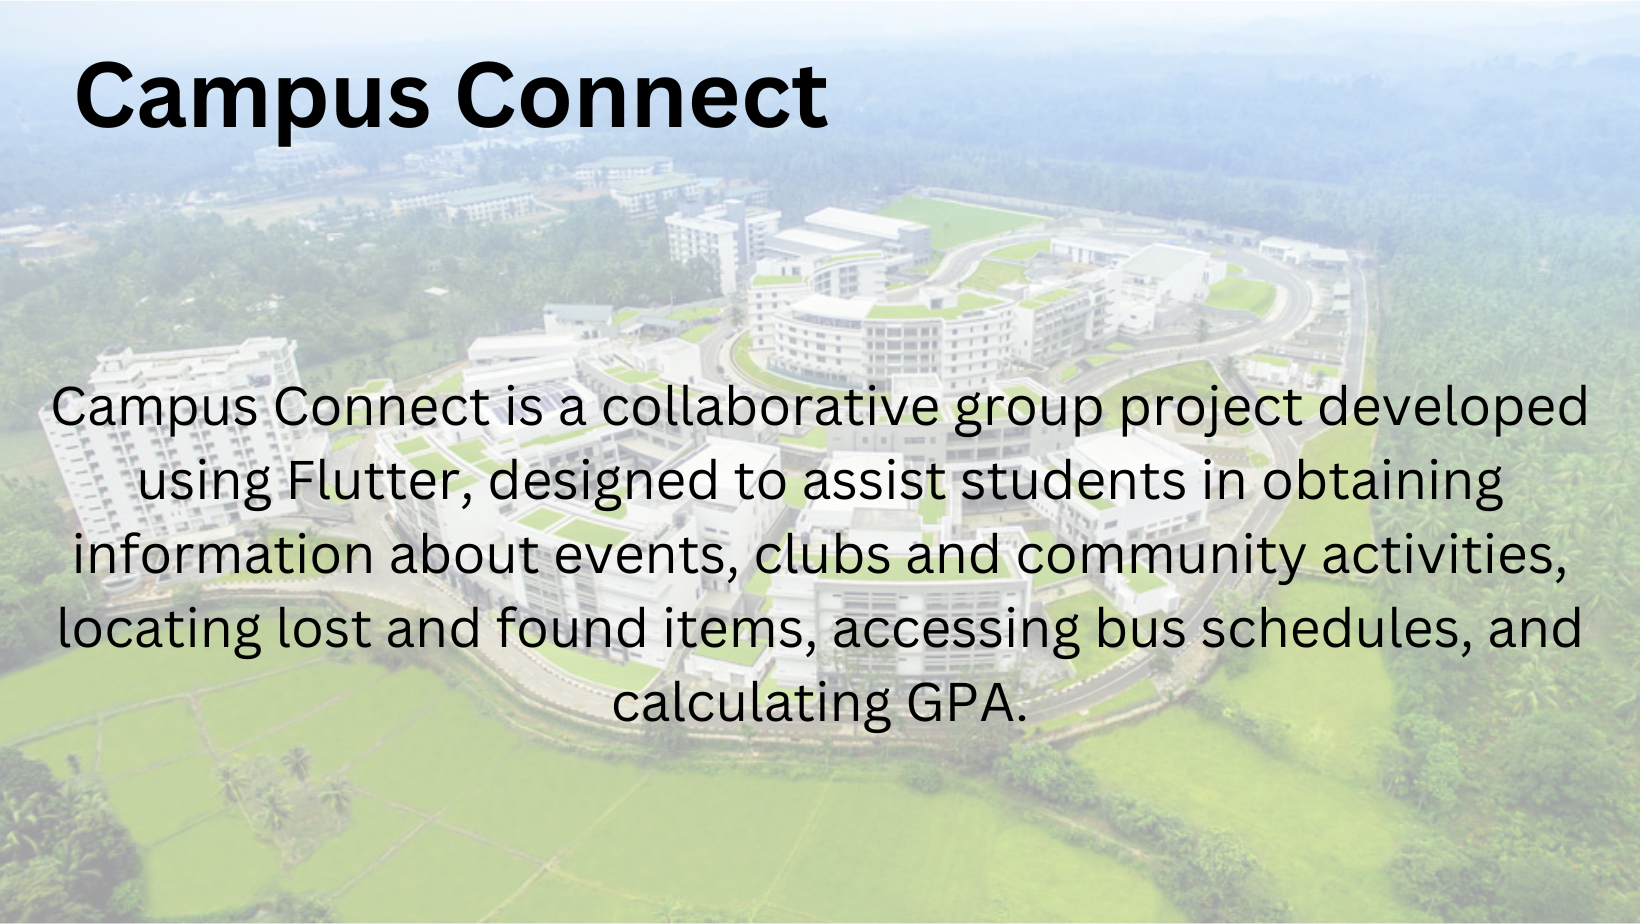 Campus Connect
Campus Connect is a collaborative group project developed
using Flutter, designed to assist students in obtaining
information about events, clubs and community activities,
locating lost and found items, accessing bus schedules, and
calculating GPA.